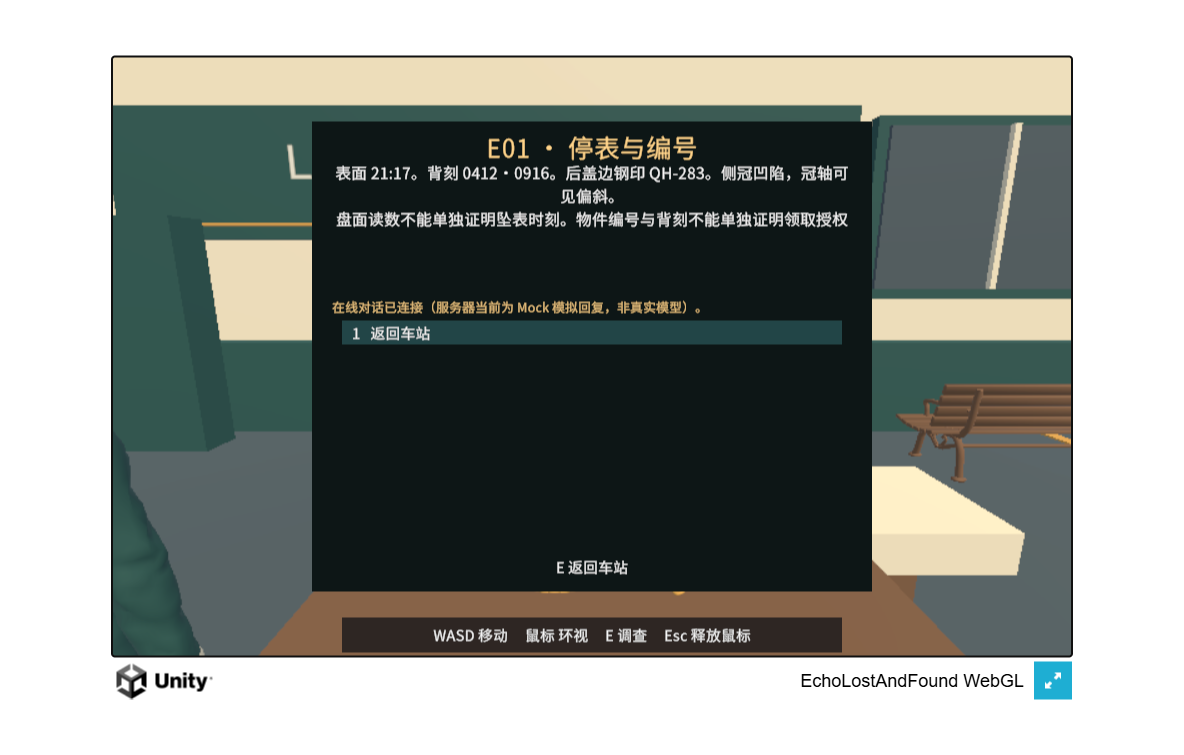 E01 · 停表与编号
表面 21:17。背刻 0412·0916。后盖边钢印 QH-283。侧冠凹陷，冠轴可
见偏斜。
盘面读数不能单独证明坠表时刻。物件编号与背刻不能单独证明领取授权
在线对话已连接（服务器当前为 Mock 模拟回复，非真实模型）。
1 返回车站
E 返回车站
WASD 移动 鼠标 环视 E 调查 Esc 释放鼠标
Unity
EchoLostAndFound WebGL